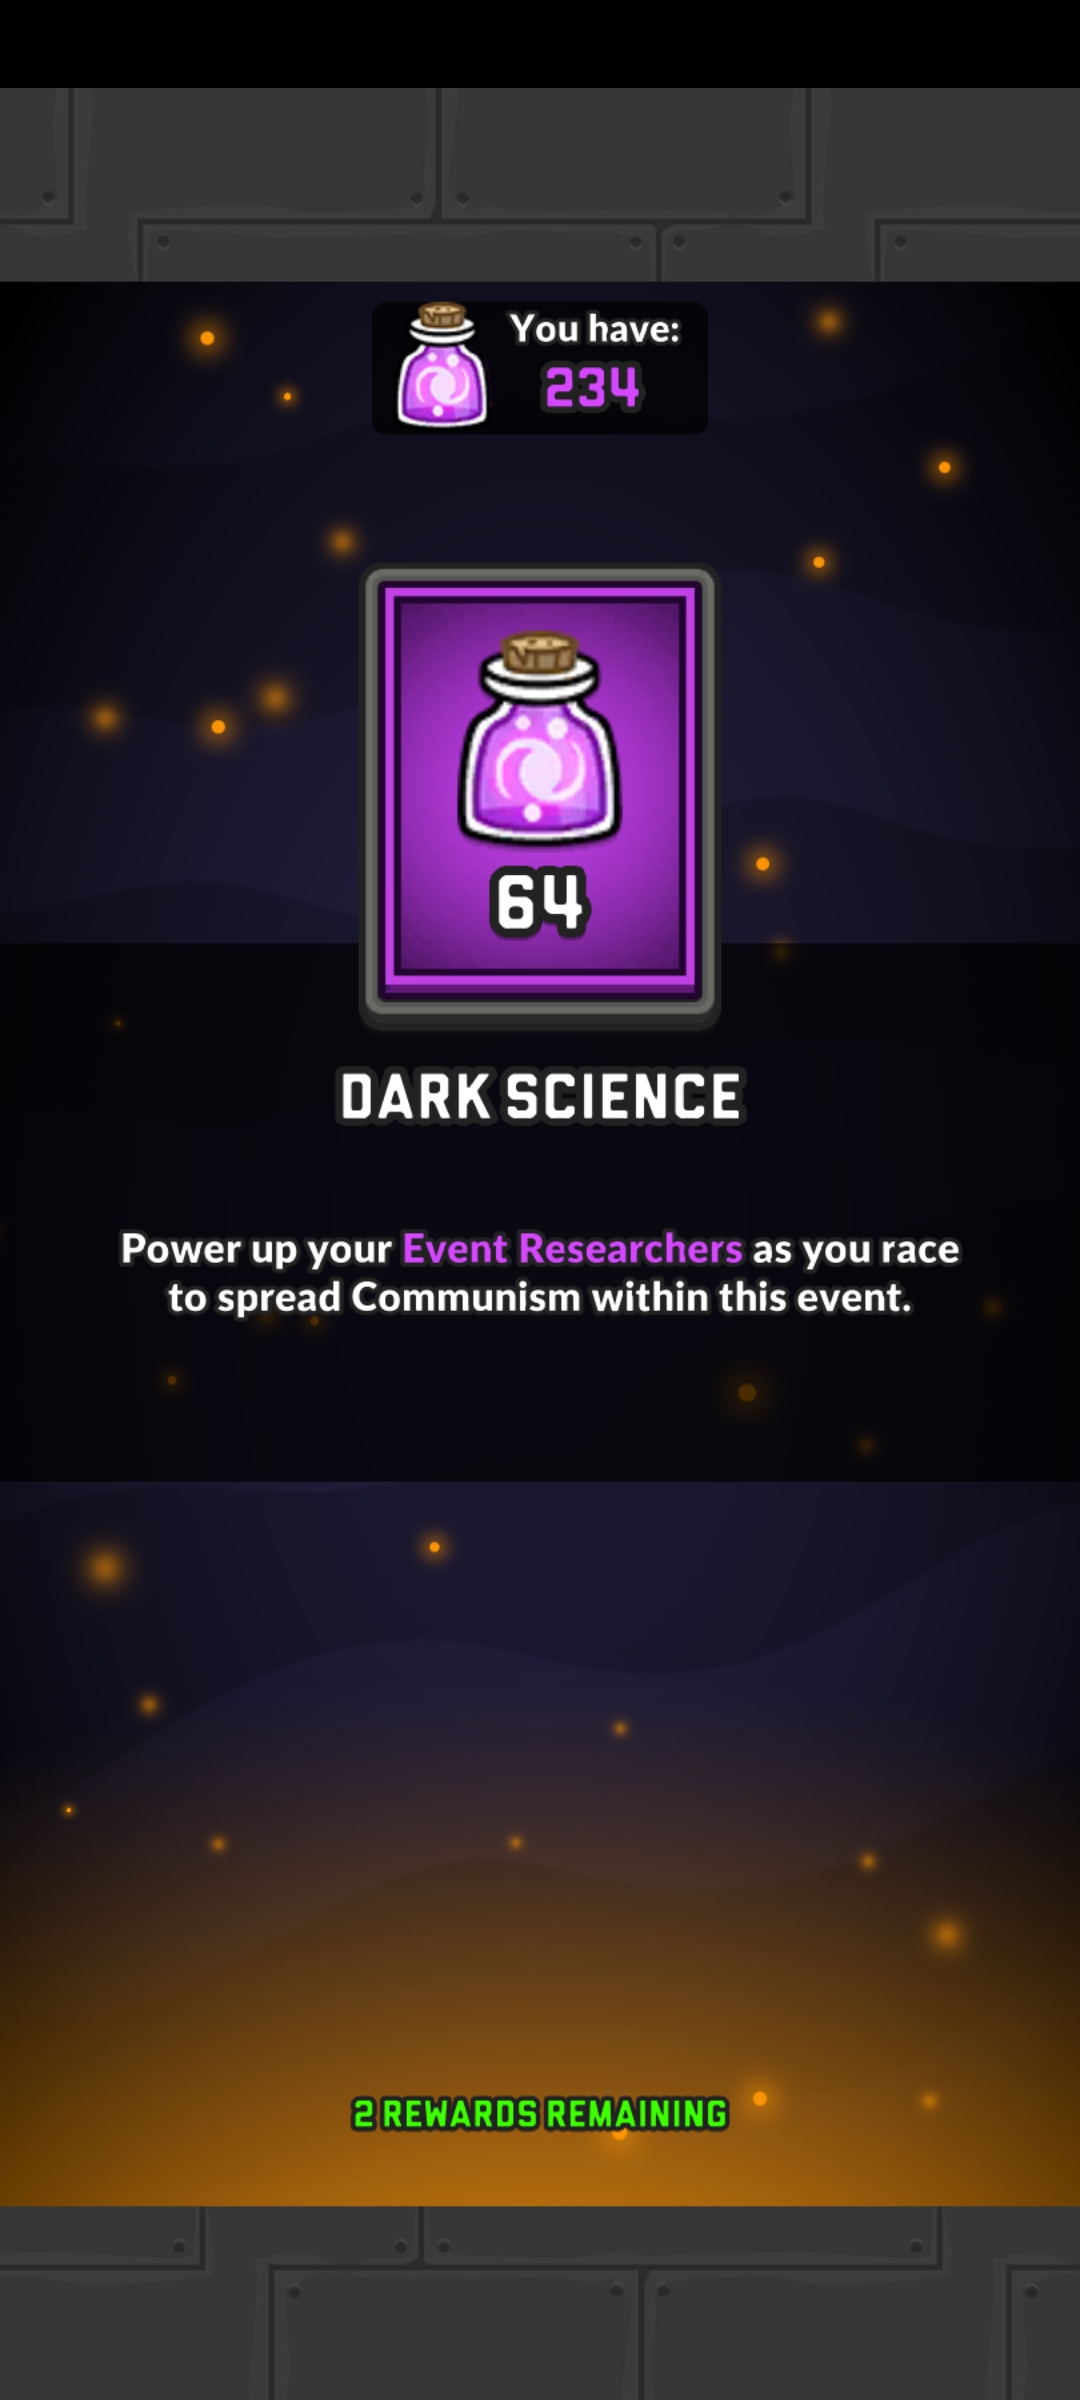 You have:
234
64
DARK SCIENCE
Power up your Event Researchers as you race
to spread Communism within this event.
2 REWARDS REMAINING